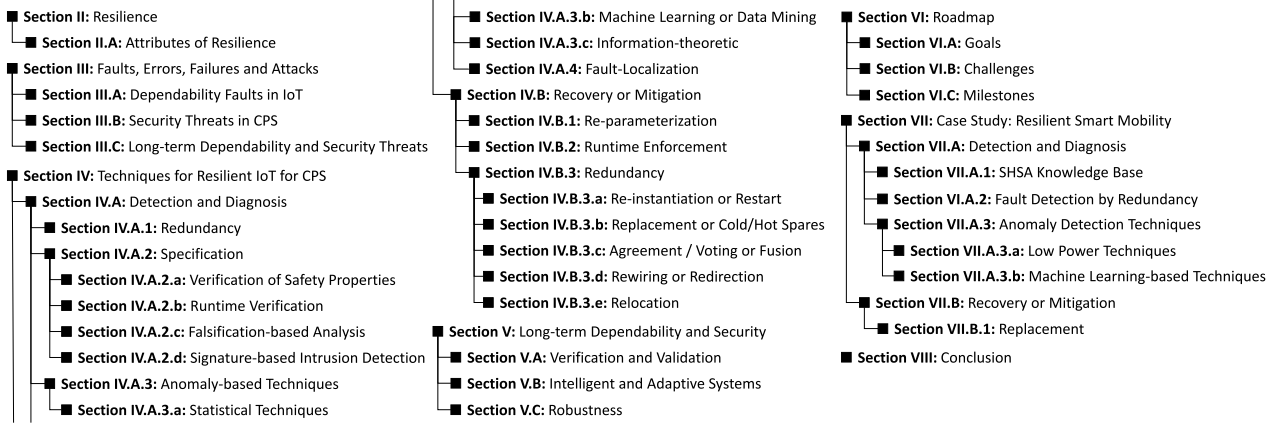 Section II: Resilience
Section II.A: Attributes of Resilience
Section III: Faults, Errors, Failures and Attacks
Section III.A: Dependability Faults in IoT
Section III.B: Security Threats in CPS
Section III.C: Long-term Dependability and Security Threats
Section IV: Techniques for Resilient IoT for CPS
Section IV.A: Detection and Diagnosis
Section IV.A.1: Redundancy
Section IV.A.2: Specification
Section IV.A.2.a: Verification of Safety Properties
Section IV.A.2.b: Runtime Verification
Section IV.A.2.c: Falsification-based Analysis
Section IV.A.2.d: Signature-based Intrusion Detection
Section IV.A.3: Anomaly-based Techniques
Section IV.A.3.a: Statistical Techniques
Section IV.A.3.b: Machine Learning or Data Mining
Section IV.A.3.c: Information-theoretic
Section IV.A.4: Fault-Localization
Section IV.B: Recovery or Mitigation
Section IV.B.1: Re-parameterization
Section IV.B.2: Runtime Enforcement
Section IV.B.3: Redundancy
Section IV.B.3.a: Re-instantiation or Restart
Section IV.B.3.b: Replacement or Cold/Hot Spares
Section IV.B.3.c: Agreement / Voting or Fusion
Section IV.B.3.d: Rewiring or Redirection
Section IV.B.3.e: Relocation
Section V: Long-term Dependability and Security
Section V.A: Verification and Validation
Section V.B: Intelligent and Adaptive Systems
Section V.C: Robustness
Section VI: Roadmap
Section VI.A: Goals
Section VI.B: Challenges
Section VI.C: Milestones
Section VII: Case Study: Resilient Smart Mobility
Section VII.A: Detection and Diagnosis
Section VII.A.1: SHSA Knowledge Base
Section VI.A.2: Fault Detection by Redundancy
Section VII.A.3: Anomaly Detection Techniques
Section VII.A.3.a: Low Power Techniques
Section VII.A.3.b: Machine Learning-based Techniques
Section VII.B: Recovery or Mitigation
Section VII.B.1: Replacement
Section VIII: Conclusion